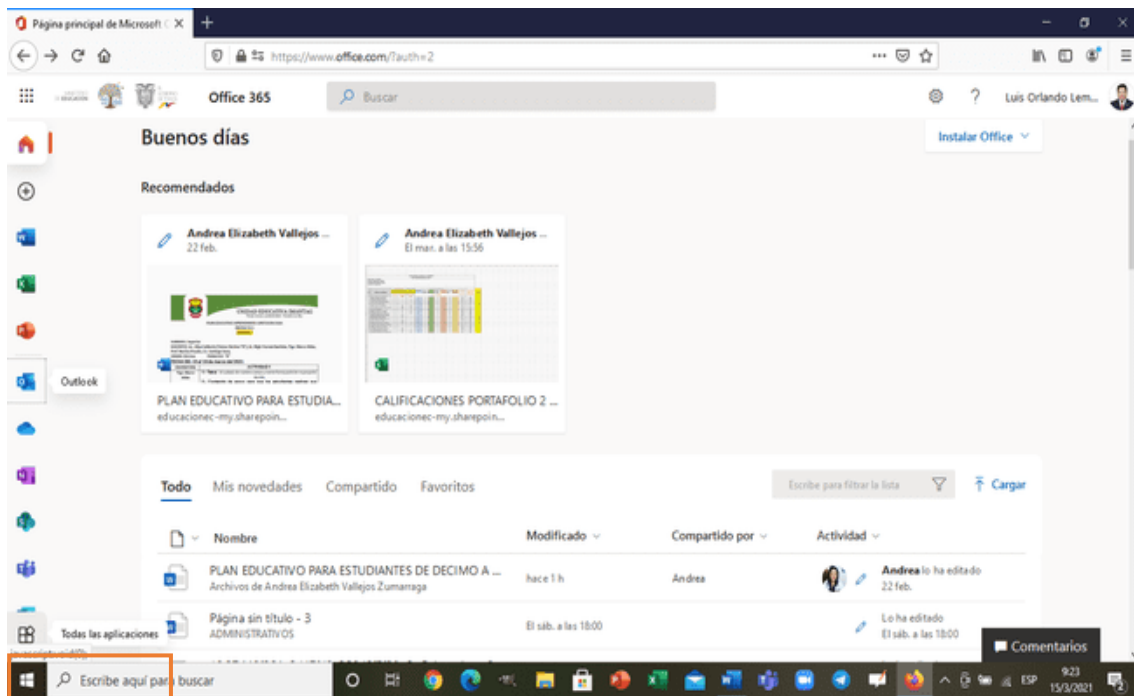 Página principal de Microsoft
https://www.office.com/?auth=2
Office 365
Buscar
Luis Orlando Lem...
Buenos días
Instalar Office
Recomendados
Andrea Elizabeth Vallejos ...
22 feb.
Andrea Elizabeth Vallejos ...
El mar. a las 15:56
Outlook
PLAN EDUCATIVO PARA ESTUDIA...
educacionec-my.sharepoin...
CALIFICACIONES PORTAFOLIO 2 ...
educacionec-my.sharepoin...
Todo Mis novedades Compartido Favoritos
Escribe para filtrar la lista
Cargar
Nombre Modificado Compartido por Actividad
PLAN EDUCATIVO PARA ESTUDIANTES DE DECIMO A ...
Archivos de Andrea Elizabeth Vallejos Zumarraga
hace 1 h
Andrea
Andrea lo ha editado
22 feb.
Página sin título - 3
ADMINISTRATIVOS
El sáb. a las 18:00
Lo ha editado
El sáb. a las 18:00
Todas las aplicaciones
Comentarios
Escribe aquí para buscar
ESP
9:23
15/3/2021